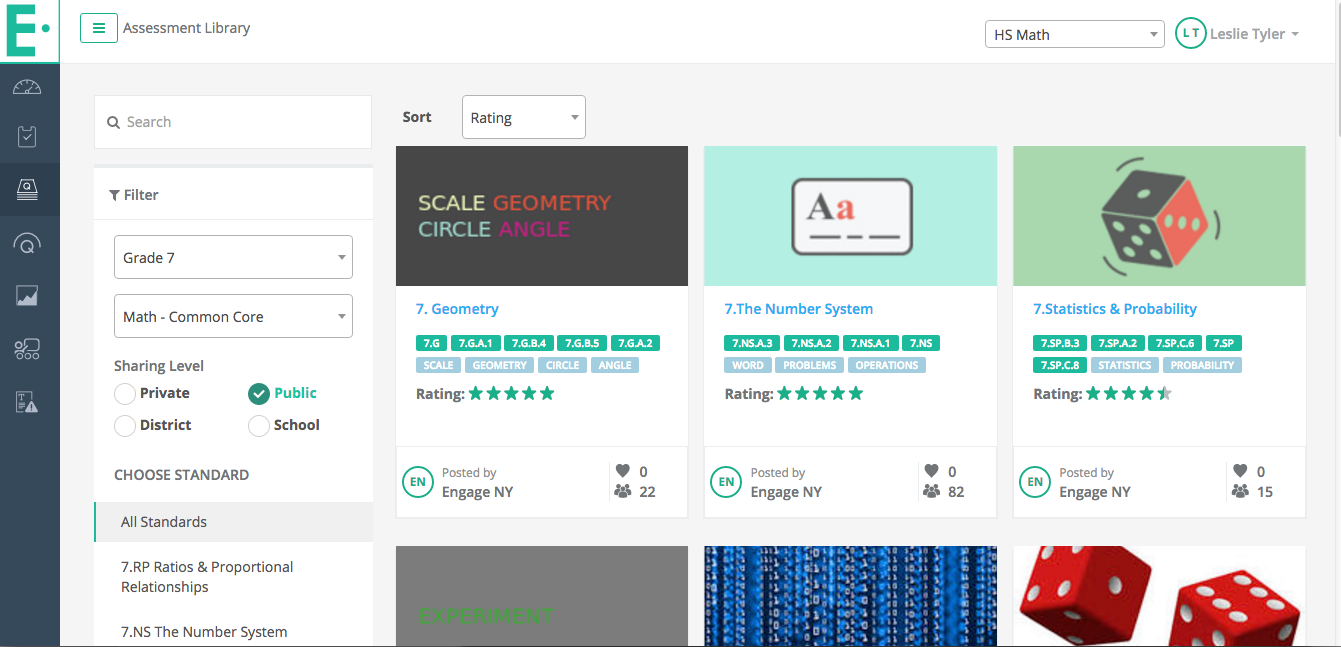 E
Assessment Library
HS Math
LT
Leslie Tyler
Search
Sort
Rating
Filter
Grade 7
Math - Common Core
Sharing Level
Private
Public
District
School
CHOOSE STANDARD
All Standards
7.RP Ratios & Proportional
Relationships
7.NS The Number System
SCALE GEOMETRY
CIRCLE ANGLE
7. Geometry
7.G 7.G.A.1 7.G.B.4 7.G.B.5 7.G.A.2
SCALE GEOMETRY CIRCLE ANGLE
Rating:
EN
Posted by
Engage NY
0
22
Aa
7.The Number System
7.NS.A.3 7.NS.A.2 7.NS.A.1 7.NS
WORD PROBLEMS OPERATIONS
Rating:
EN
Posted by
Engage NY
0
82
7.Statistics & Probability
7.SP.B.3 7.SP.A.2 7.SP.C.6 7.SP
7.SP.C.8 STATISTICS PROBABILITY
Rating:
EN
Posted by
Engage NY
0
15
EXPERIMENT